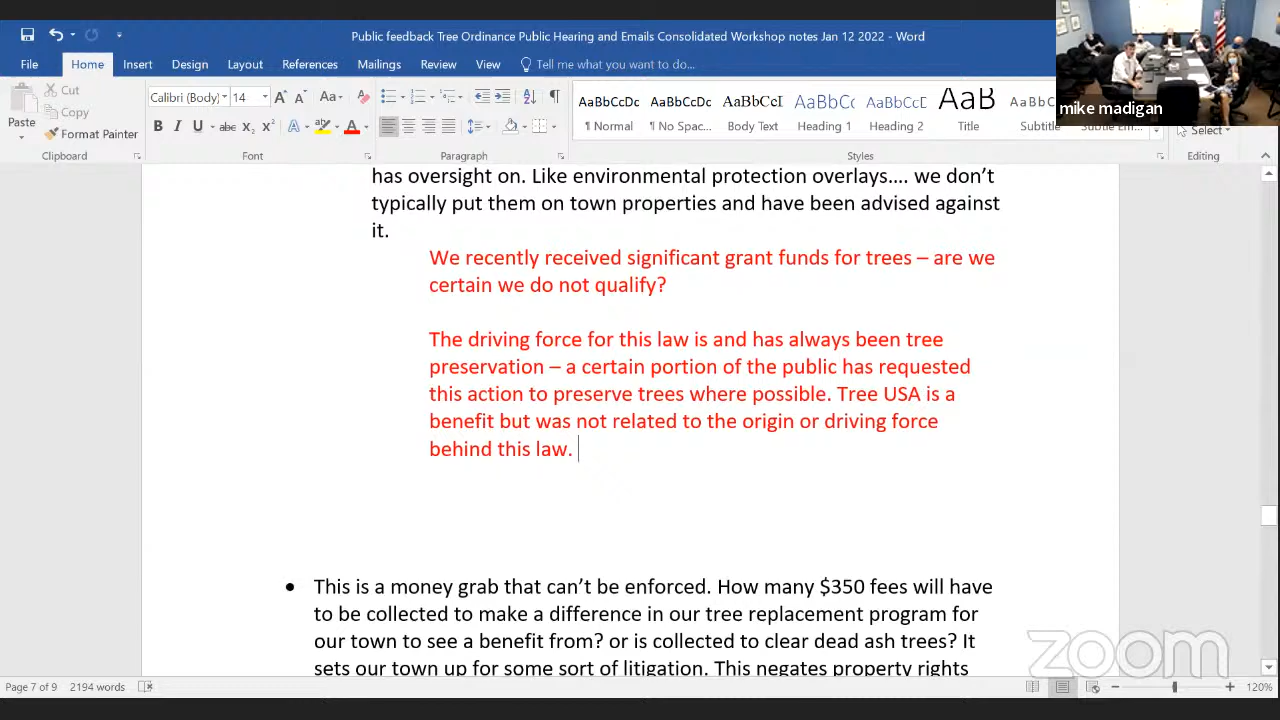 Public feedback Tree Ordinance Public Hearing and Emails Consolidated Workshop notes Jan 12 2022 - Word
File Home Insert Design Layout References Mailings Review View Tell me what you want to do...
mike madigan
Paste
Cut
Copy
Format Painter
Clipboard
Calibri (Body) 14
Font
Paragraph
AaBbCcDc AaBbCcDc AaBbCcI AaBbCc AaBbCcD AaB
¶ Normal ¶ No Spac... Body Text Heading 1 Heading 2 Title Subtitle Subtle Em...
Styles
Select
Editing
has oversight on. Like environmental protection overlays.... we don't
typically put them on town properties and have been advised against
it.
We recently received significant grant funds for trees – are we
certain we do not qualify?
The driving force for this law is and has always been tree
preservation – a certain portion of the public has requested
this action to preserve trees where possible. Tree USA is a
benefit but was not related to the origin or driving force
behind this law.
• This is a money grab that can't be enforced. How many $350 fees will have
to be collected to make a difference in our tree replacement program for
our town to see a benefit from? or is collected to clear dead ash trees? It
sets our town up for some sort of litigation. This negates property rights
zoom
Page 7 of 9 2194 words
120%